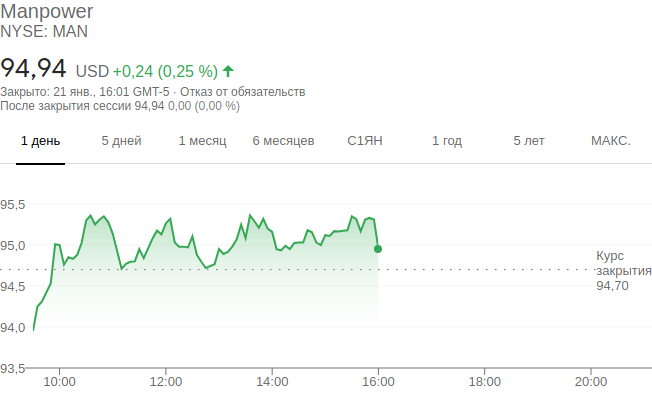 Manpower
NYSE: MAN
94,94 USD +0,24 (0,25 %)
Закрыто: 21 янв., 16:01 GMT-5 · Отказ от обязательств
После закрытия сессии 94,94 0,00 (0,00 %)
1 день 5 дней 1 месяц 6 месяцев С1ЯН 1 год 5 лет МАКС.
95,5
95,0
Курс
закрытия
94,70
94,5
94,0
93,5
10:00 12:00 14:00 16:00 18:00 20:00